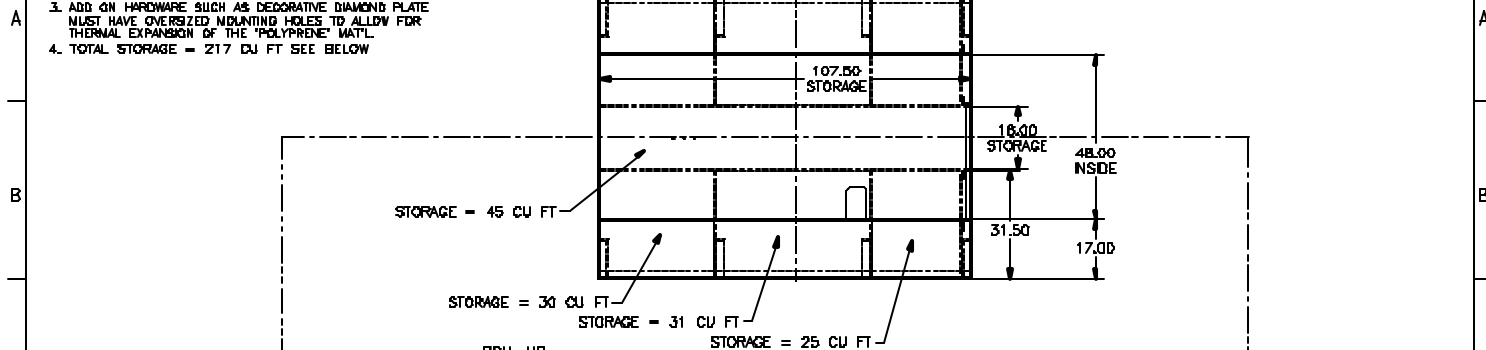 3. ADD ON HARDWARE SUCH AS DECORATIVE DIAMOND PLATE
MUST HAVE OVERSIZED MOUNTING HOLES TO ALLOW FOR
THERMAL EXPANSION OF THE "POLYPRENE" MAT'L.
4. TOTAL STORAGE = 217 CU FT SEE BELOW
A
A
107.50
STORAGE
18.00
STORAGE
48.00
INSIDE
B
B
STORAGE = 45 CU FT
31.50
17.00
STORAGE = 30 CU FT
STORAGE = 31 CU FT
STORAGE = 25 CU FT